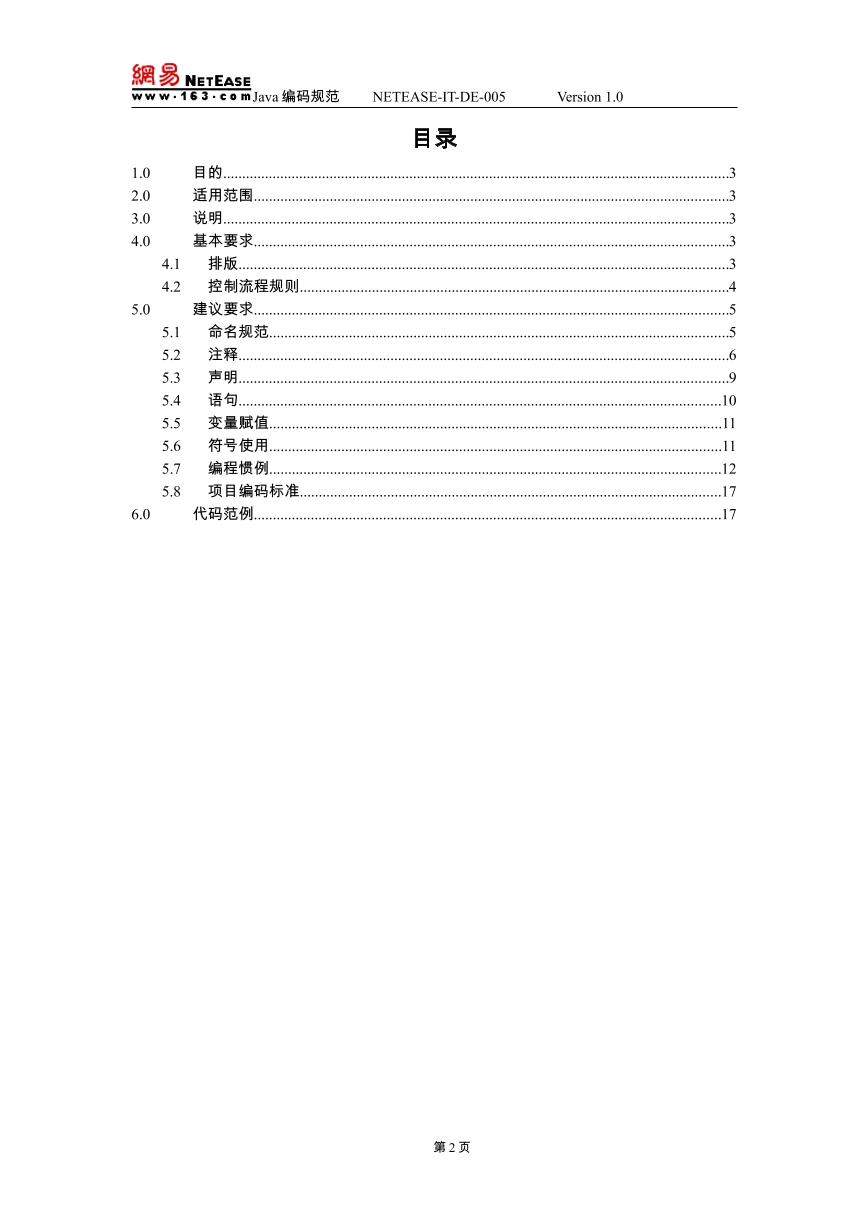 網易 NETEASE
www.163.com Java 编码规范 NETEASE-IT-DE-005 Version 1.0
目录
1.0 目的........................................3
2.0 适用范围........................................3
3.0 说明........................................3
4.0 基本要求........................................3
4.1 排版........................................3
4.2 控制流程规则........................................4
5.0 建议要求........................................5
5.1 命名规范........................................5
5.2 注释........................................6
5.3 声明........................................9
5.4 语句........................................10
5.5 变量赋值........................................11
5.6 符号使用........................................11
5.7 编程惯例........................................12
5.8 项目编码标准........................................17
6.0 代码范例........................................17
第 2 页